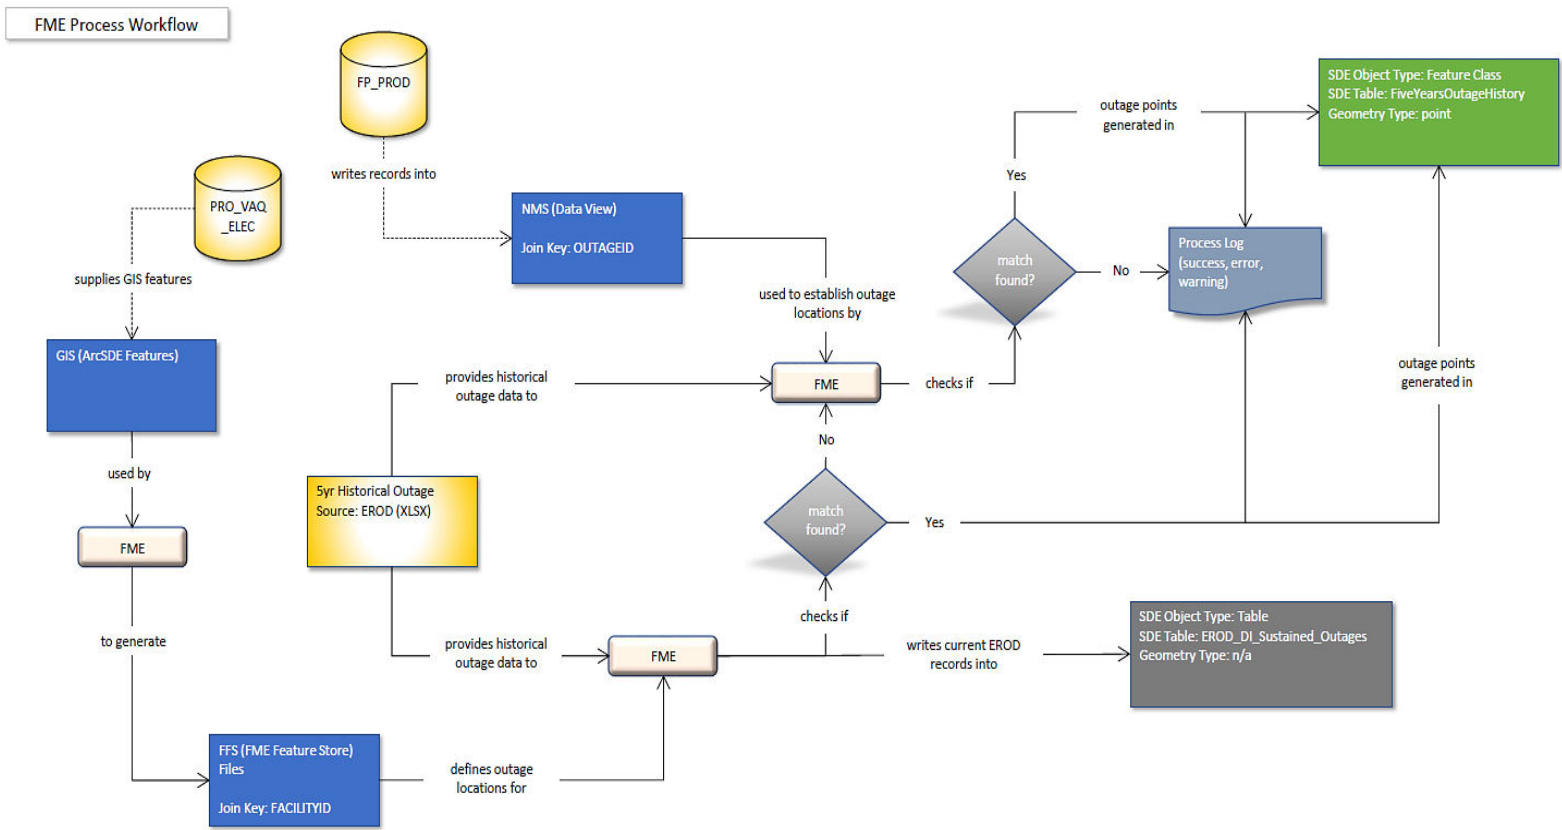 FME Process Workflow
FP_PROD
writes records into
PRO_VAQ
_ELEC
supplies GIS features
GIS (ArcSDE Features)
used by
FME
to generate
FFS (FME Feature Store)
Files
Join Key: FACILITYID
defines outage
locations for
NMS (Data View)
Join Key: OUTAGEID
used to establish outage
locations by
5yr Historical Outage
Source: EROD (XLSX)
provides historical
outage data to
FME
checks if
provides historical
outage data to
FME
checks if
match
found?
No
Yes
match
found?
Yes
No
outage points
generated in
SDE Object Type: Feature Class
SDE Table: FiveYearsOutageHistory
Geometry Type: point
Process Log
(success, error,
warning)
outage points
generated in
writes current EROD
records into
SDE Object Type: Table
SDE Table: EROD_DI_Sustained_Outages
Geometry Type: n/a